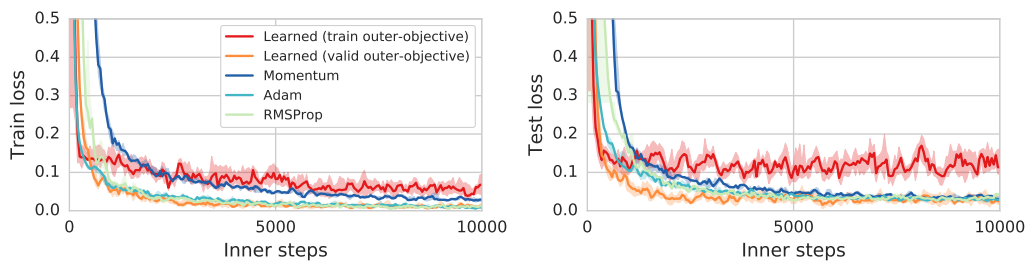 0.5
0.4
0.3
0.2
0.1
0.0
Train loss
Learned (train outer-objective)
Learned (valid outer-objective)
Momentum
Adam
RMSProp
0
5000
10000
Inner steps
0.5
0.4
0.3
0.2
0.1
0.0
Test loss
0
5000
10000
Inner steps